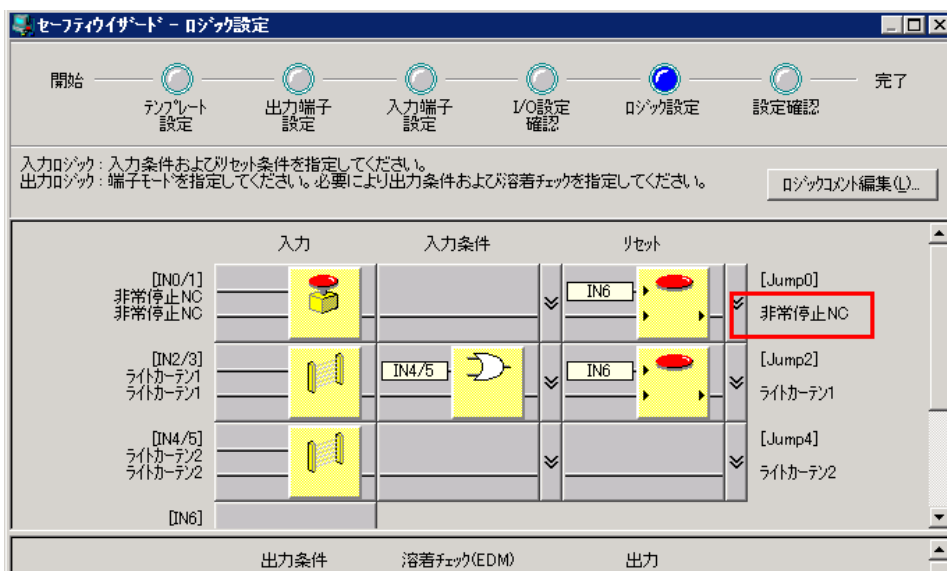 セーフティウィザード - ロジック設定
開始
テンプレート設定
出力端子設定
入力端子設定
I/O設定確認
ロジック設定
設定確認
完了
入力ロジック : 入力条件およびリセット条件を指定してください。
出力ロジック : 端子モードを指定してください。必要により出力条件および溶着チェックを指定してください。
ロジックコメント編集(L)...
入力 入力条件 リセット
[IN0/1]
非常停止NC
非常停止NC
IN6
[Jump0]
非常停止NC
[IN2/3]
ライトカーテン1
ライトカーテン1
IN4/5
IN6
[Jump2]
ライトカーテン1
[IN4/5]
ライトカーテン2
ライトカーテン2
[Jump4]
ライトカーテン2
[IN6]
出力条件 溶着チェック(EDM) 出力